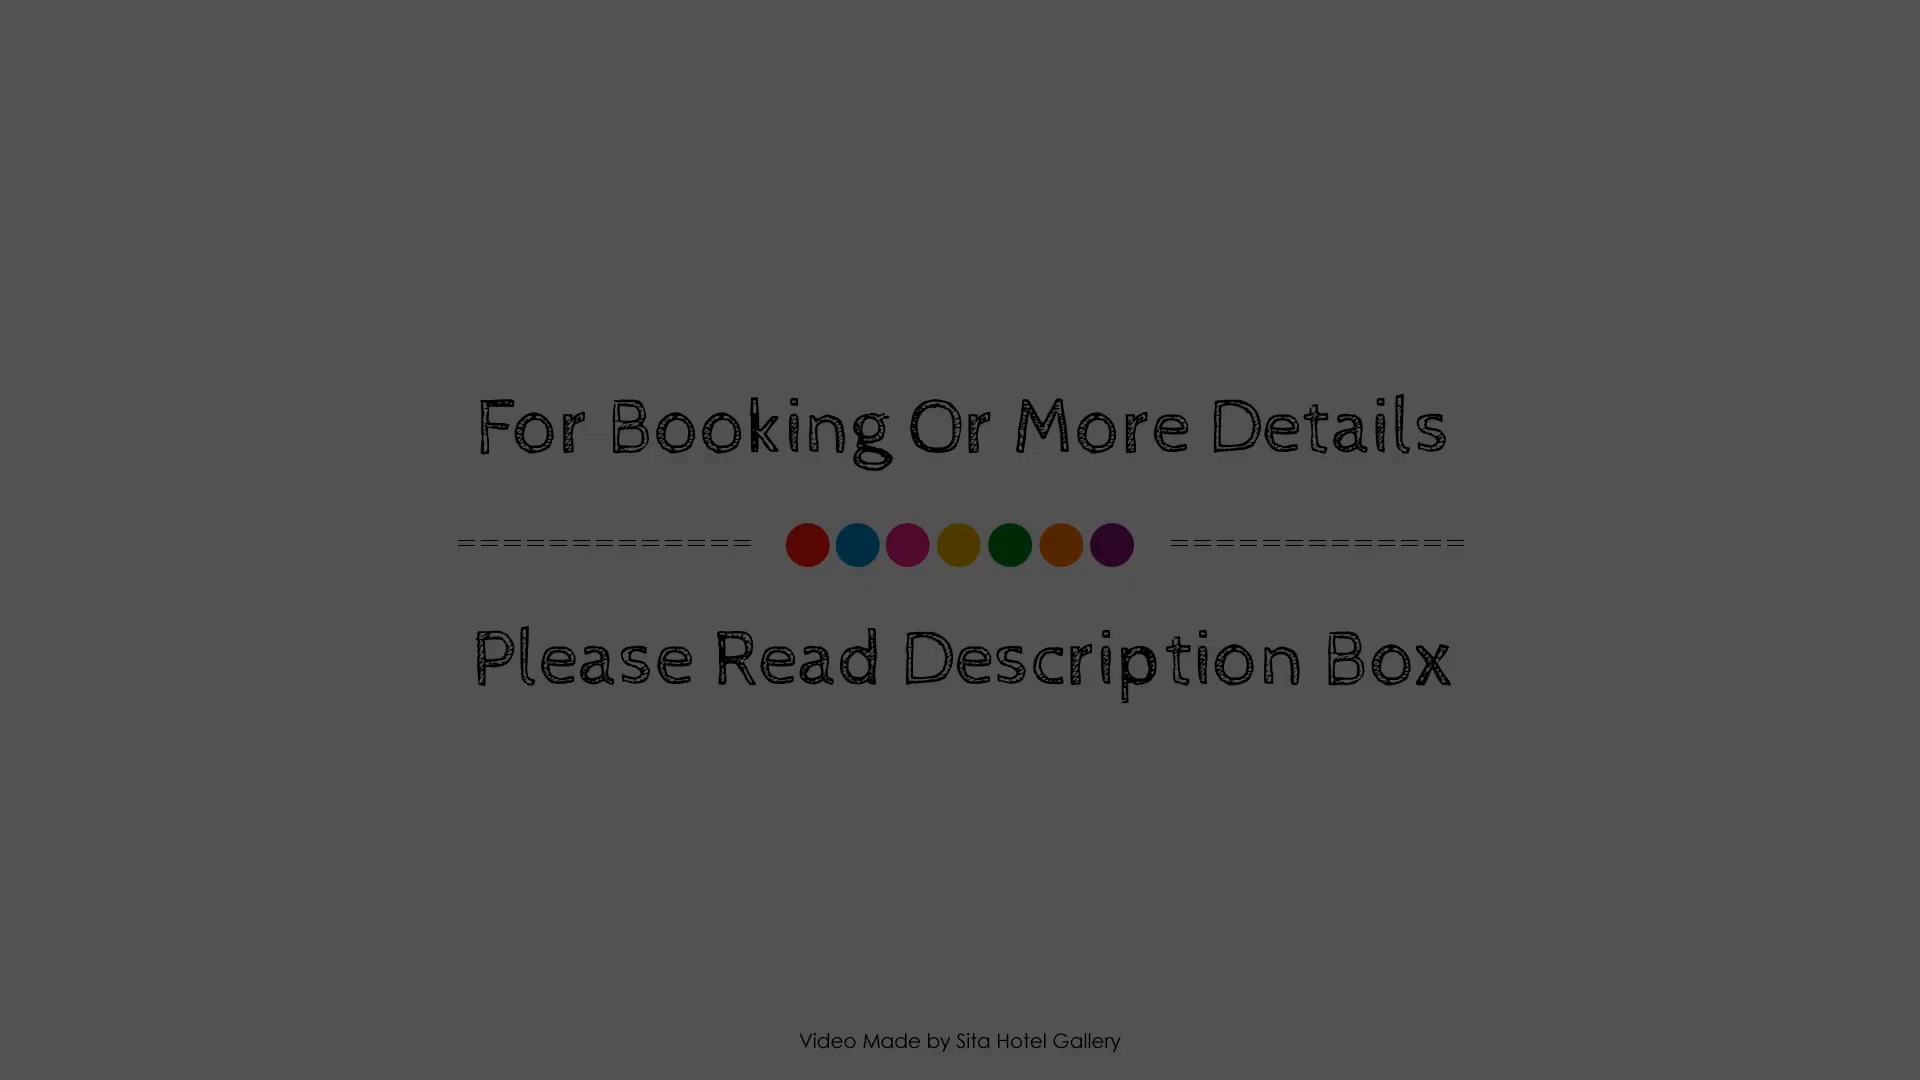 For Booking Or More Details
============= =============
Please Read Description Box
Video Made by Sita Hotel Gallery